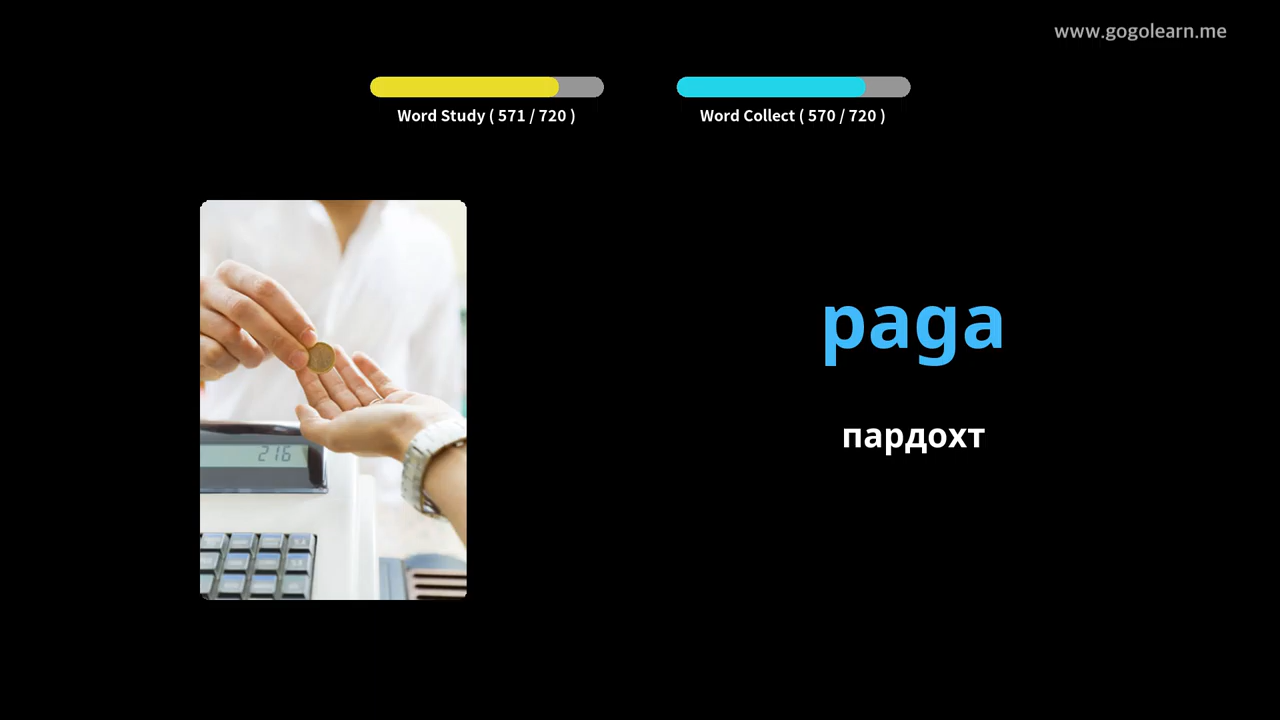 www.gogolearn.me
Word Study ( 571 / 720 )
Word Collect ( 570 / 720 )
paga
пардохт
216